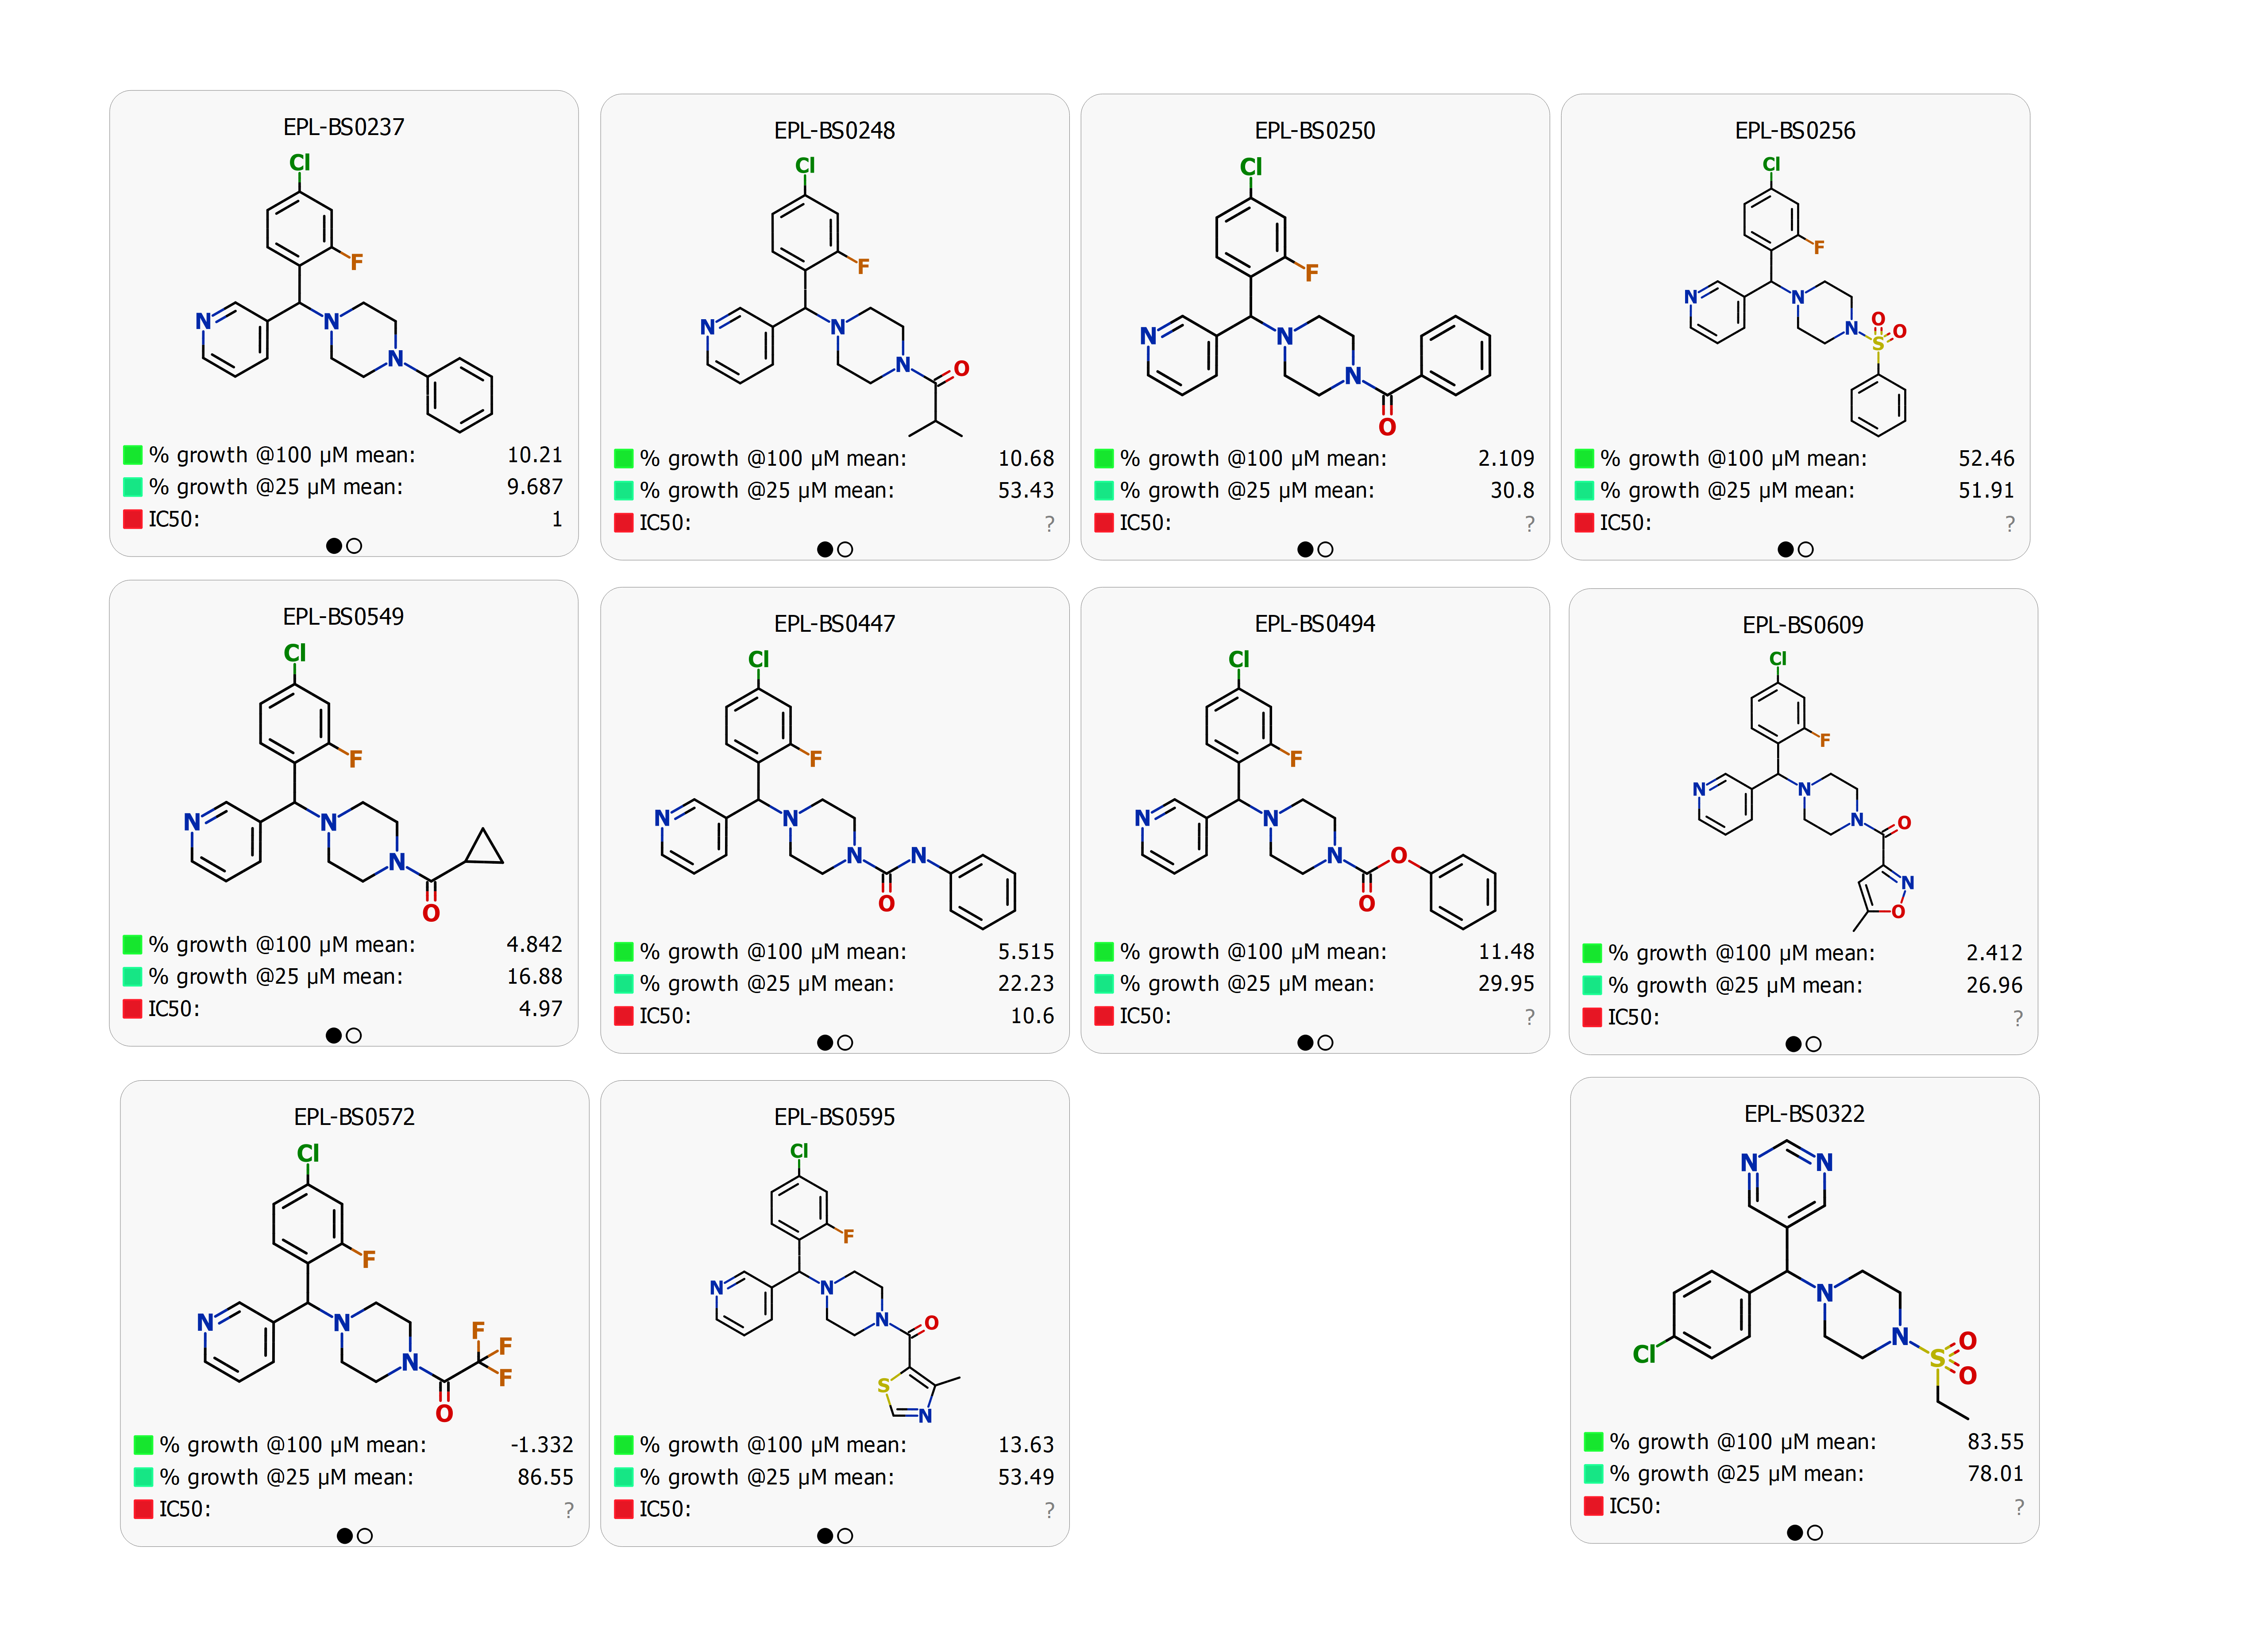 EPL-BS0237
Cl
F
N
N
N
% growth @100 µM mean: 10.21
% growth @25 µM mean: 9.687
IC50: 1
EPL-BS0248
Cl
F
N
N
N
O
% growth @100 µM mean: 10.68
% growth @25 µM mean: 53.43
IC50: ?
EPL-BS0250
Cl
F
N
N
N
O
% growth @100 µM mean: 2.109
% growth @25 µM mean: 30.8
IC50: ?
EPL-BS0256
Cl
F
N
N
N
O
O
S
% growth @100 µM mean: 52.46
% growth @25 µM mean: 51.91
IC50: ?
EPL-BS0549
Cl
F
N
N
N
O
% growth @100 µM mean: 4.842
% growth @25 µM mean: 16.88
IC50: 4.97
EPL-BS0447
Cl
F
N
N
N
N
O
% growth @100 µM mean: 5.515
% growth @25 µM mean: 22.23
IC50: 10.6
EPL-BS0494
Cl
F
N
N
N
O
O
% growth @100 µM mean: 11.48
% growth @25 µM mean: 29.95
IC50: ?
EPL-BS0609
Cl
F
N
N
N
O
N
O
% growth @100 µM mean: 2.412
% growth @25 µM mean: 26.96
IC50: ?
EPL-BS0572
Cl
F
N
N
F
F
N
F
O
% growth @100 µM mean: -1.332
% growth @25 µM mean: 86.55
IC50: ?
EPL-BS0595
Cl
F
N
N
N
O
S
N
% growth @100 µM mean: 13.63
% growth @25 µM mean: 53.49
IC50: ?
EPL-BS0322
N
N
N
Cl
N
O
S
O
% growth @100 µM mean: 83.55
% growth @25 µM mean: 78.01
IC50: ?